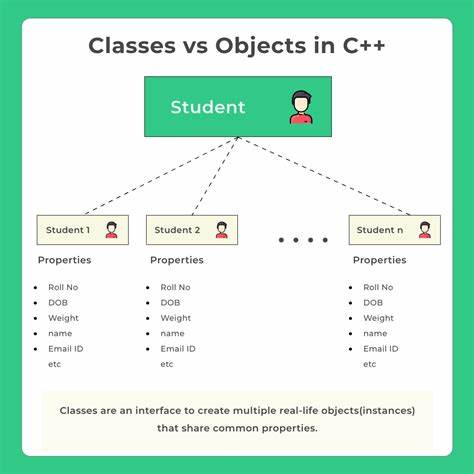 Classes vs Objects in C++
Student
Student 1
Student 2
Student n
Properties
Roll No
DOB
Weight
name
Email ID
etc
Properties
Roll No
DOB
Weight
name
Email ID
etc
Properties
Roll No
DOB
Weight
name
Email ID
etc
Classes are an interface to create multiple real-life objects(instances)
that share common properties.